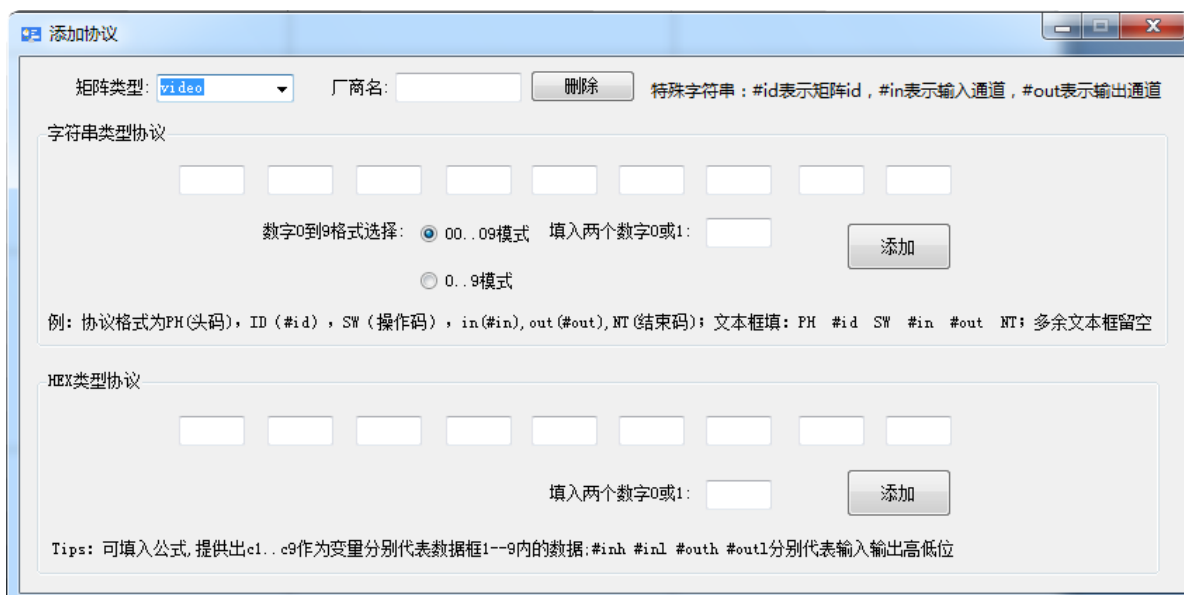 添加协议
矩阵类型: video 厂商名: 删除 特殊字符串：#id表示矩阵id，#in表示输入通道，#out表示输出通道
字符串类型协议
数字0到9格式选择: 00..09模式 填入两个数字0或1: 添加
0..9模式
例: 协议格式为PH(头码), ID（#id）, SW（操作码）, in(#in),out(#out),NT(结束码); 文本框填: PH #id SW #in #out NT; 多余文本框留空
HEX类型协议
填入两个数字0或1: 添加
Tips: 可填入公式,提供出c1..c9作为变量分别代表数据框1--9内的数据;#inh #inl #outh #outl分别代表输入输出高低位